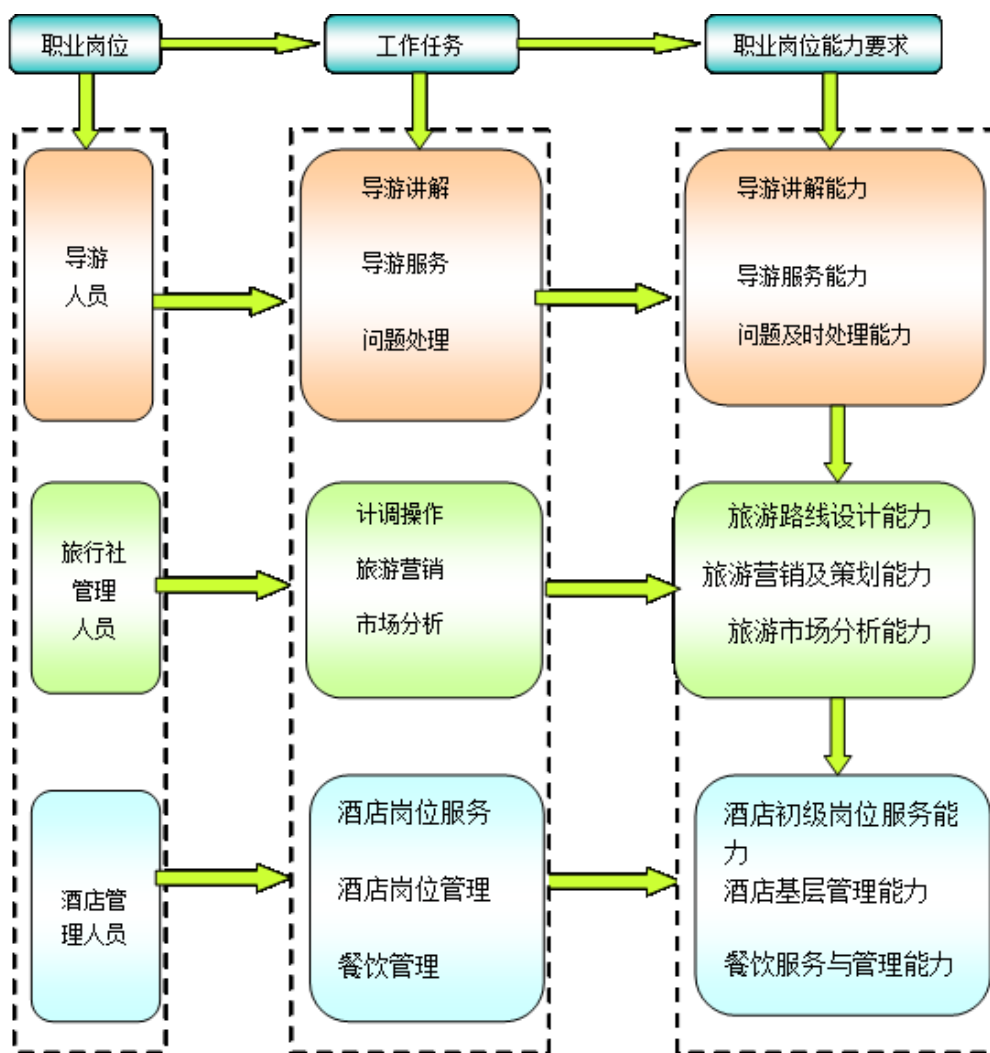 职业岗位
工作任务
职业岗位能力要求
导游
人员
导游讲解
导游服务
问题处理
导游讲解能力
导游服务能力
问题及时处理能力
旅行社
管理
人员
计调操作
旅游营销
市场分析
旅游路线设计能力
旅游营销及策划能力
旅游市场分析能力
酒店管
理人员
酒店岗位服务
酒店岗位管理
餐饮管理
酒店初级岗位服务能
力
酒店基层管理能力
餐饮服务与管理能力